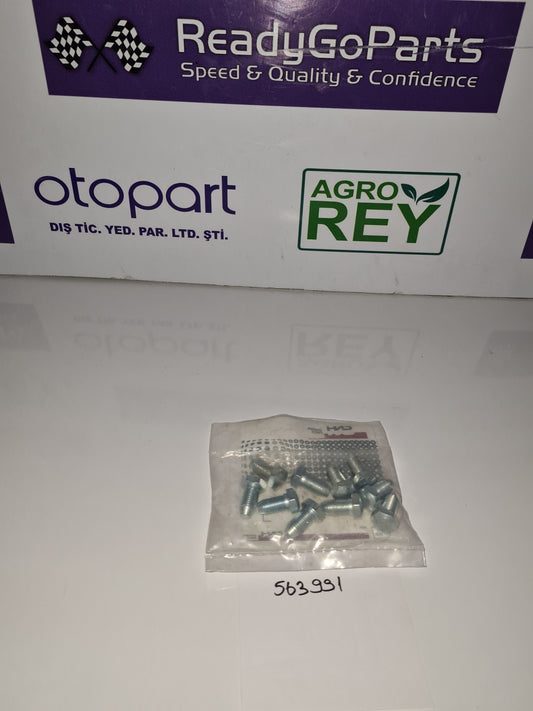 ReadyGoParts
Speed & Quality & Confidence
otopart
DIŞ TİC. YED. PAR. LTD. ŞTİ.
AGRO
REY
563991